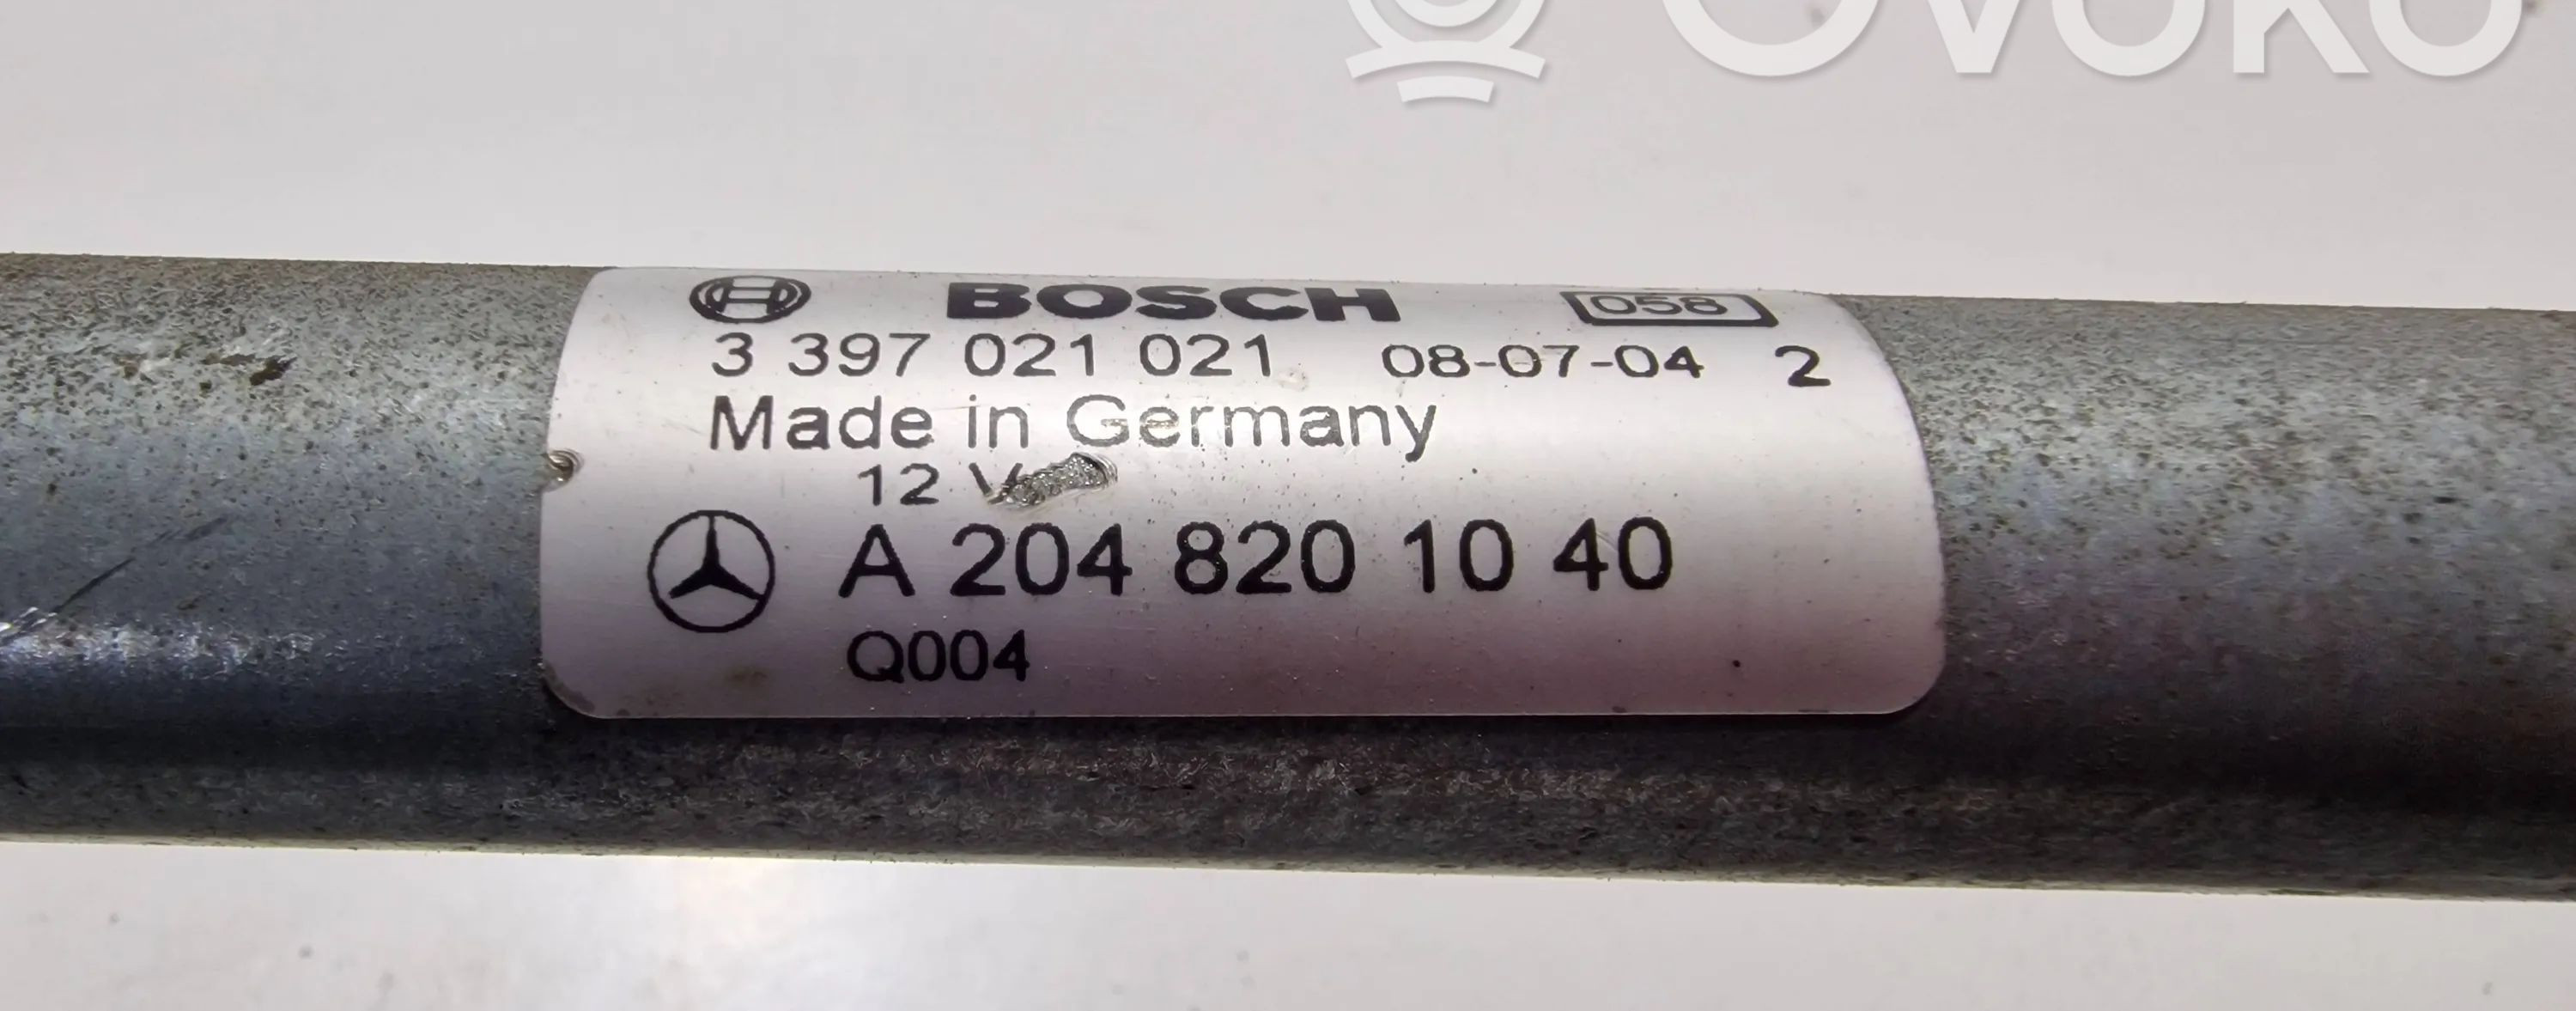 OVOKO
BOSCH 058
3 397 021 021 08-07-04 2
Made in Germany
12 V
A 204 820 10 40
Q004